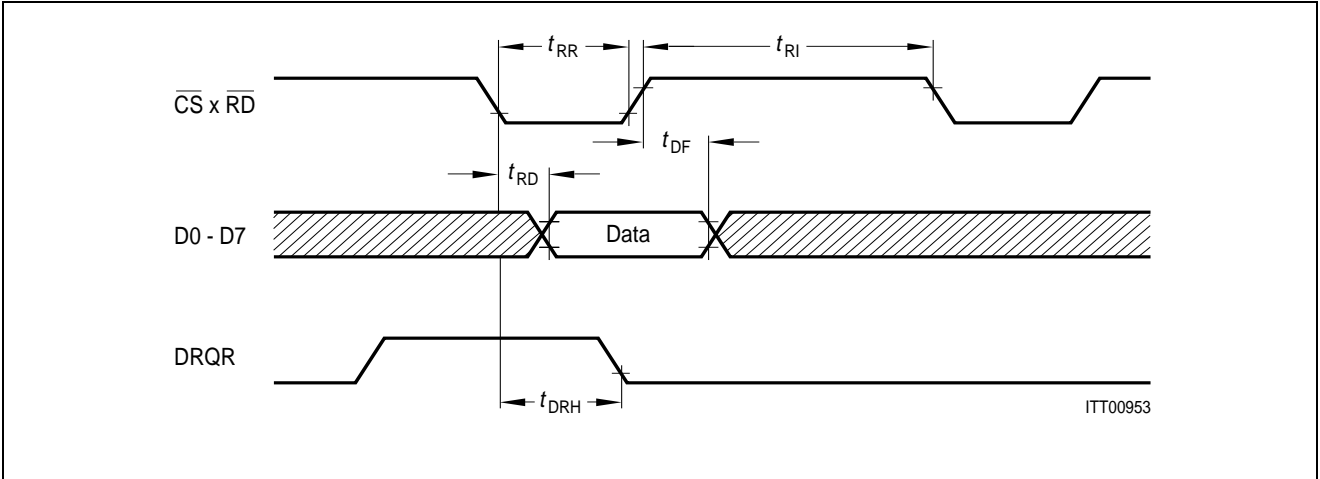 tRR
tRI
CS x RD
tDF
tRD
D0 - D7
Data
DRQR
tDRH
ITT00953